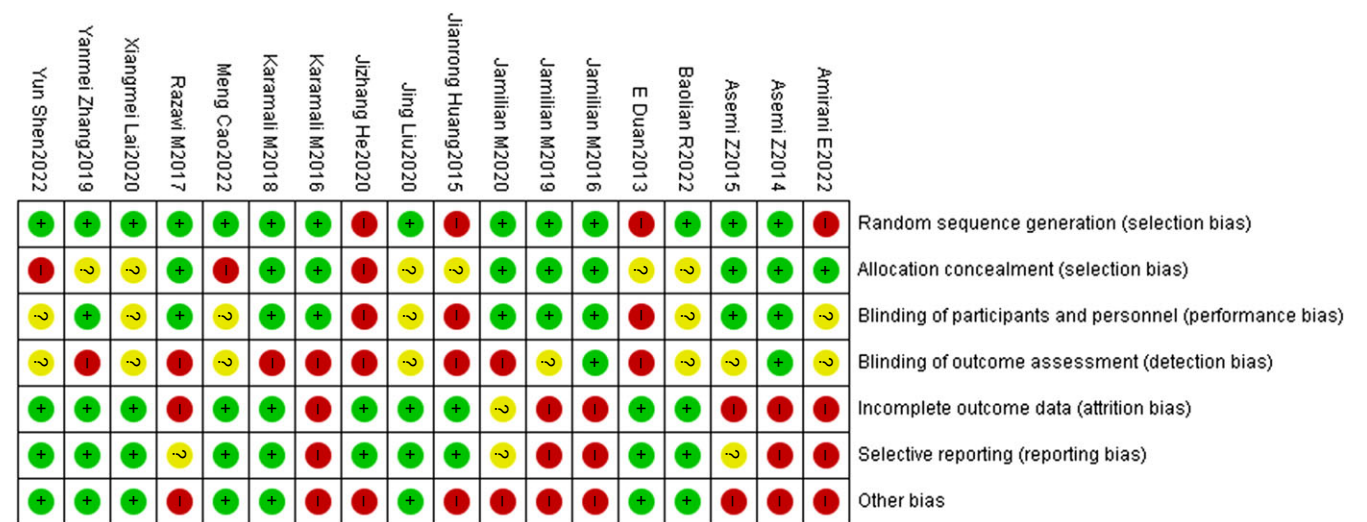 Yun Shen2022
Yanmei Zhang2019
Xiangmei Lai2020
Razavi M2017
Meng Cao2022
Karamali M2018
Karamali M2016
Jizhang He2020
Jing Liu2020
Jianrong Huang2015
Jamilian M2020
Jamilian M2019
Jamilian M2016
E Duan2013
Baolian R2022
Asemi Z2015
Asemi Z2014
Amirani E2022
+ + + + + + + - + - + + + - + + + - Random sequence generation (selection bias)
- ? ? + - + + - ? ? + + + ? ? + + + Allocation concealment (selection bias)
? + ? + ? + + - ? - + + + - ? + + ? Blinding of participants and personnel (performance bias)
? - ? - ? - - - ? - - ? + - ? ? + ? Blinding of outcome assessment (detection bias)
+ + + - + + - + + + ? - - + + - - - Incomplete outcome data (attrition bias)
+ + + ? + + - + + + ? - - + + ? - - Selective reporting (reporting bias)
+ + + - + + - - + - - - - + + - - - Other bias